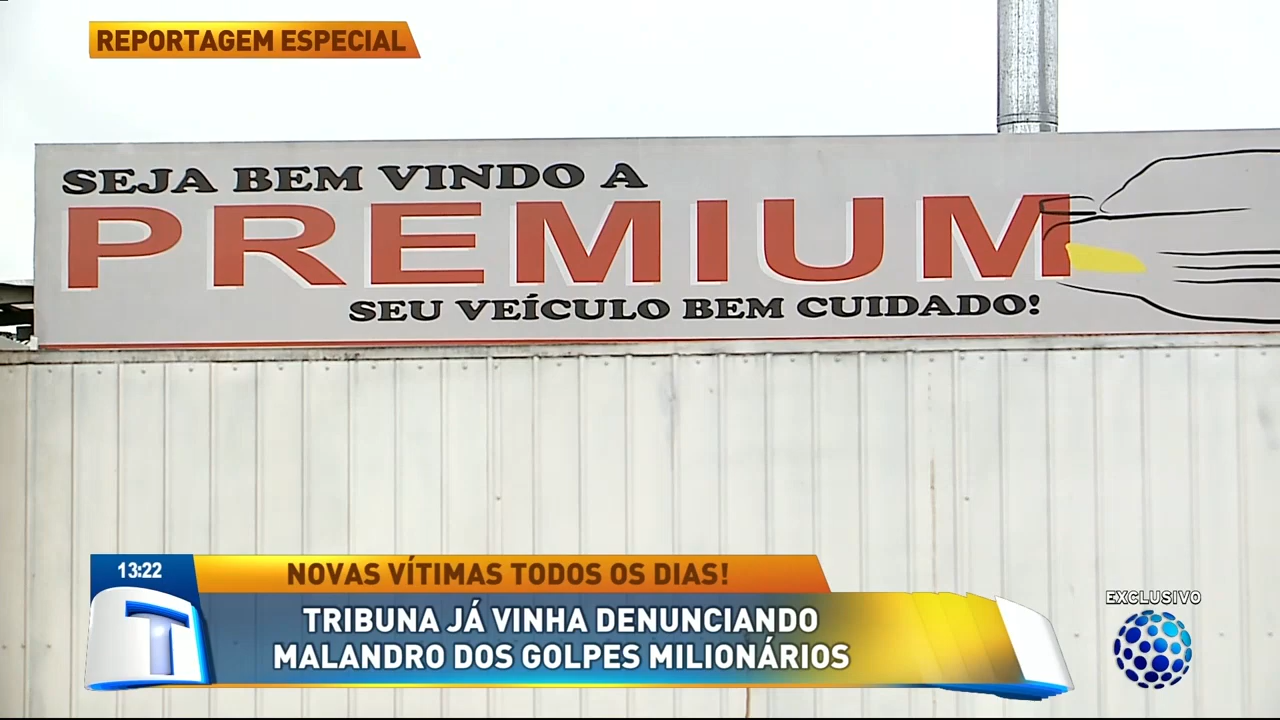 REPORTAGEM ESPECIAL
SEJA BEM VINDO A
PREMIUM
SEU VEÍCULO BEM CUIDADO!
13:22
NOVAS VÍTIMAS TODOS OS DIAS!
T
TRIBUNA JÁ VINHA DENUNCIANDO
MALANDRO DOS GOLPES MILIONÁRIOS
EXCLUSIVO